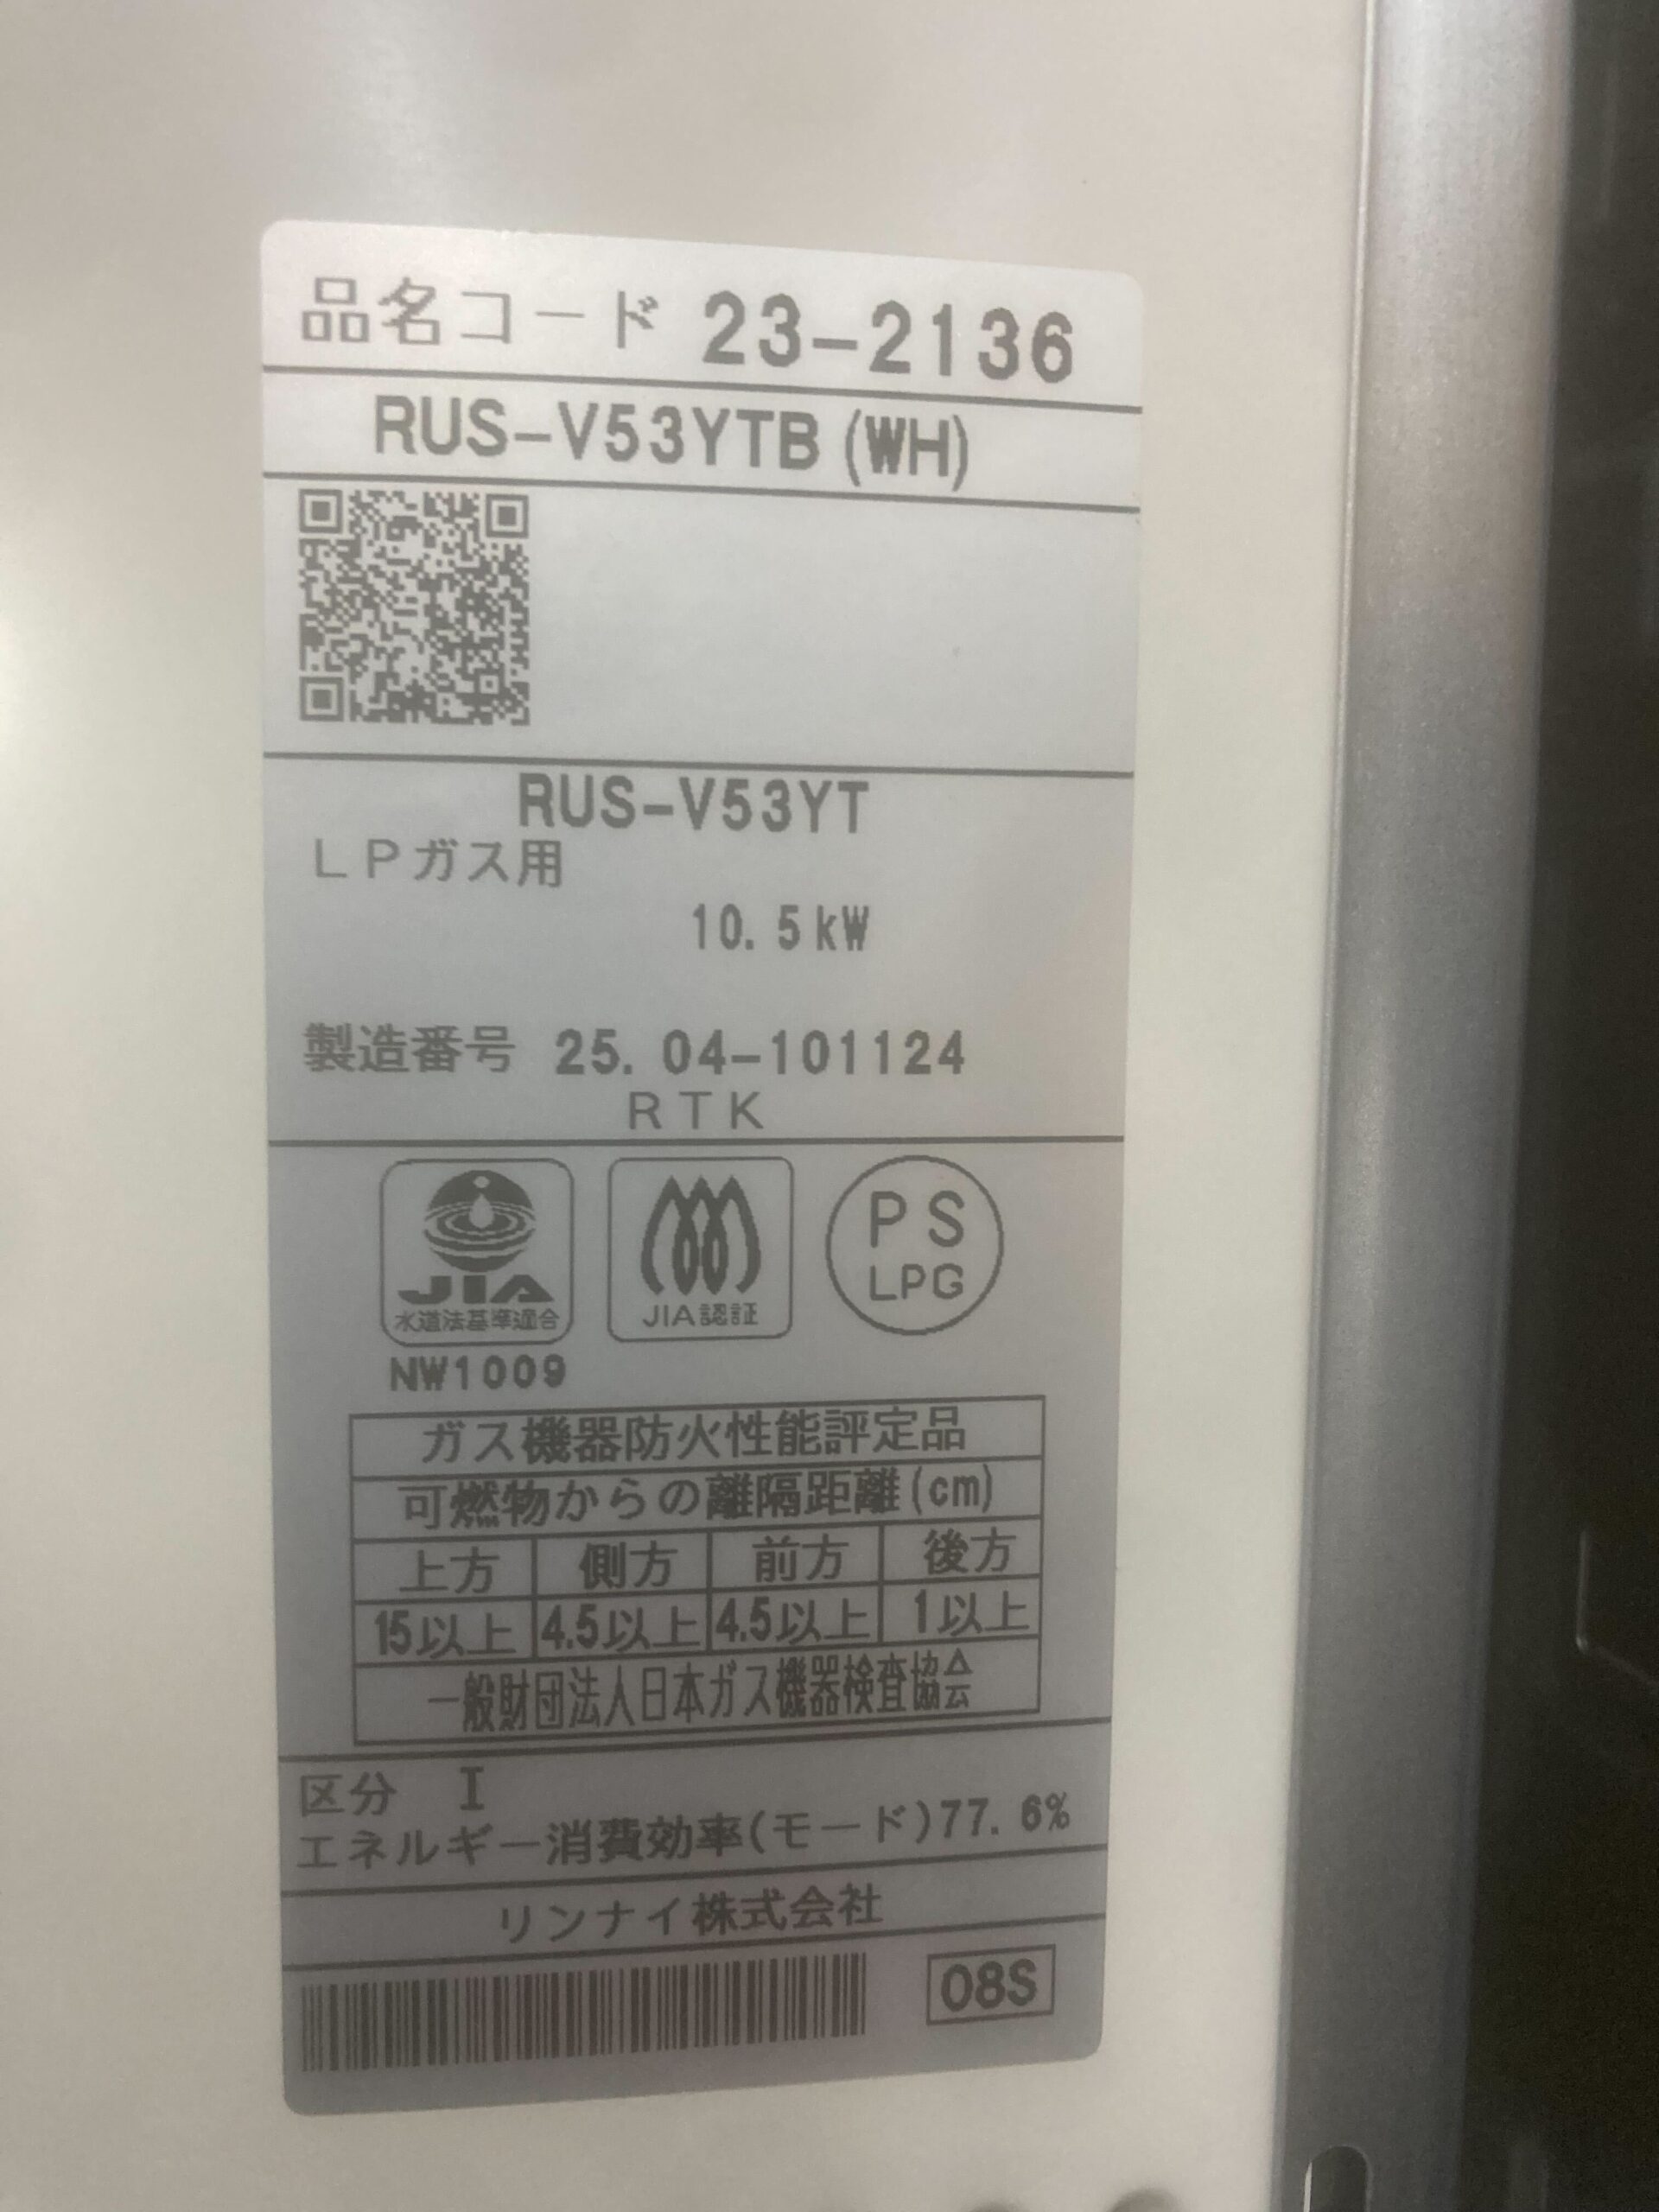 品名コード 23-2136
RUS-V53YTB(WH)
RUS-V53YT
LPガス用
10.5kW
製造番号 25.04-101124
RTK
JIA
水道法基準適合
JIA認証
PS
LPG
NW1009
ガス機器防火性能評定品
可燃物からの離隔距離(cm)
上方 側方 前方 後方
15以上 4.5以上 4.5以上 1以上
一般財団法人日本ガス機器検査協会
区分 I
エネルギー消費効率(モード)77.6%
リンナイ株式会社
08S